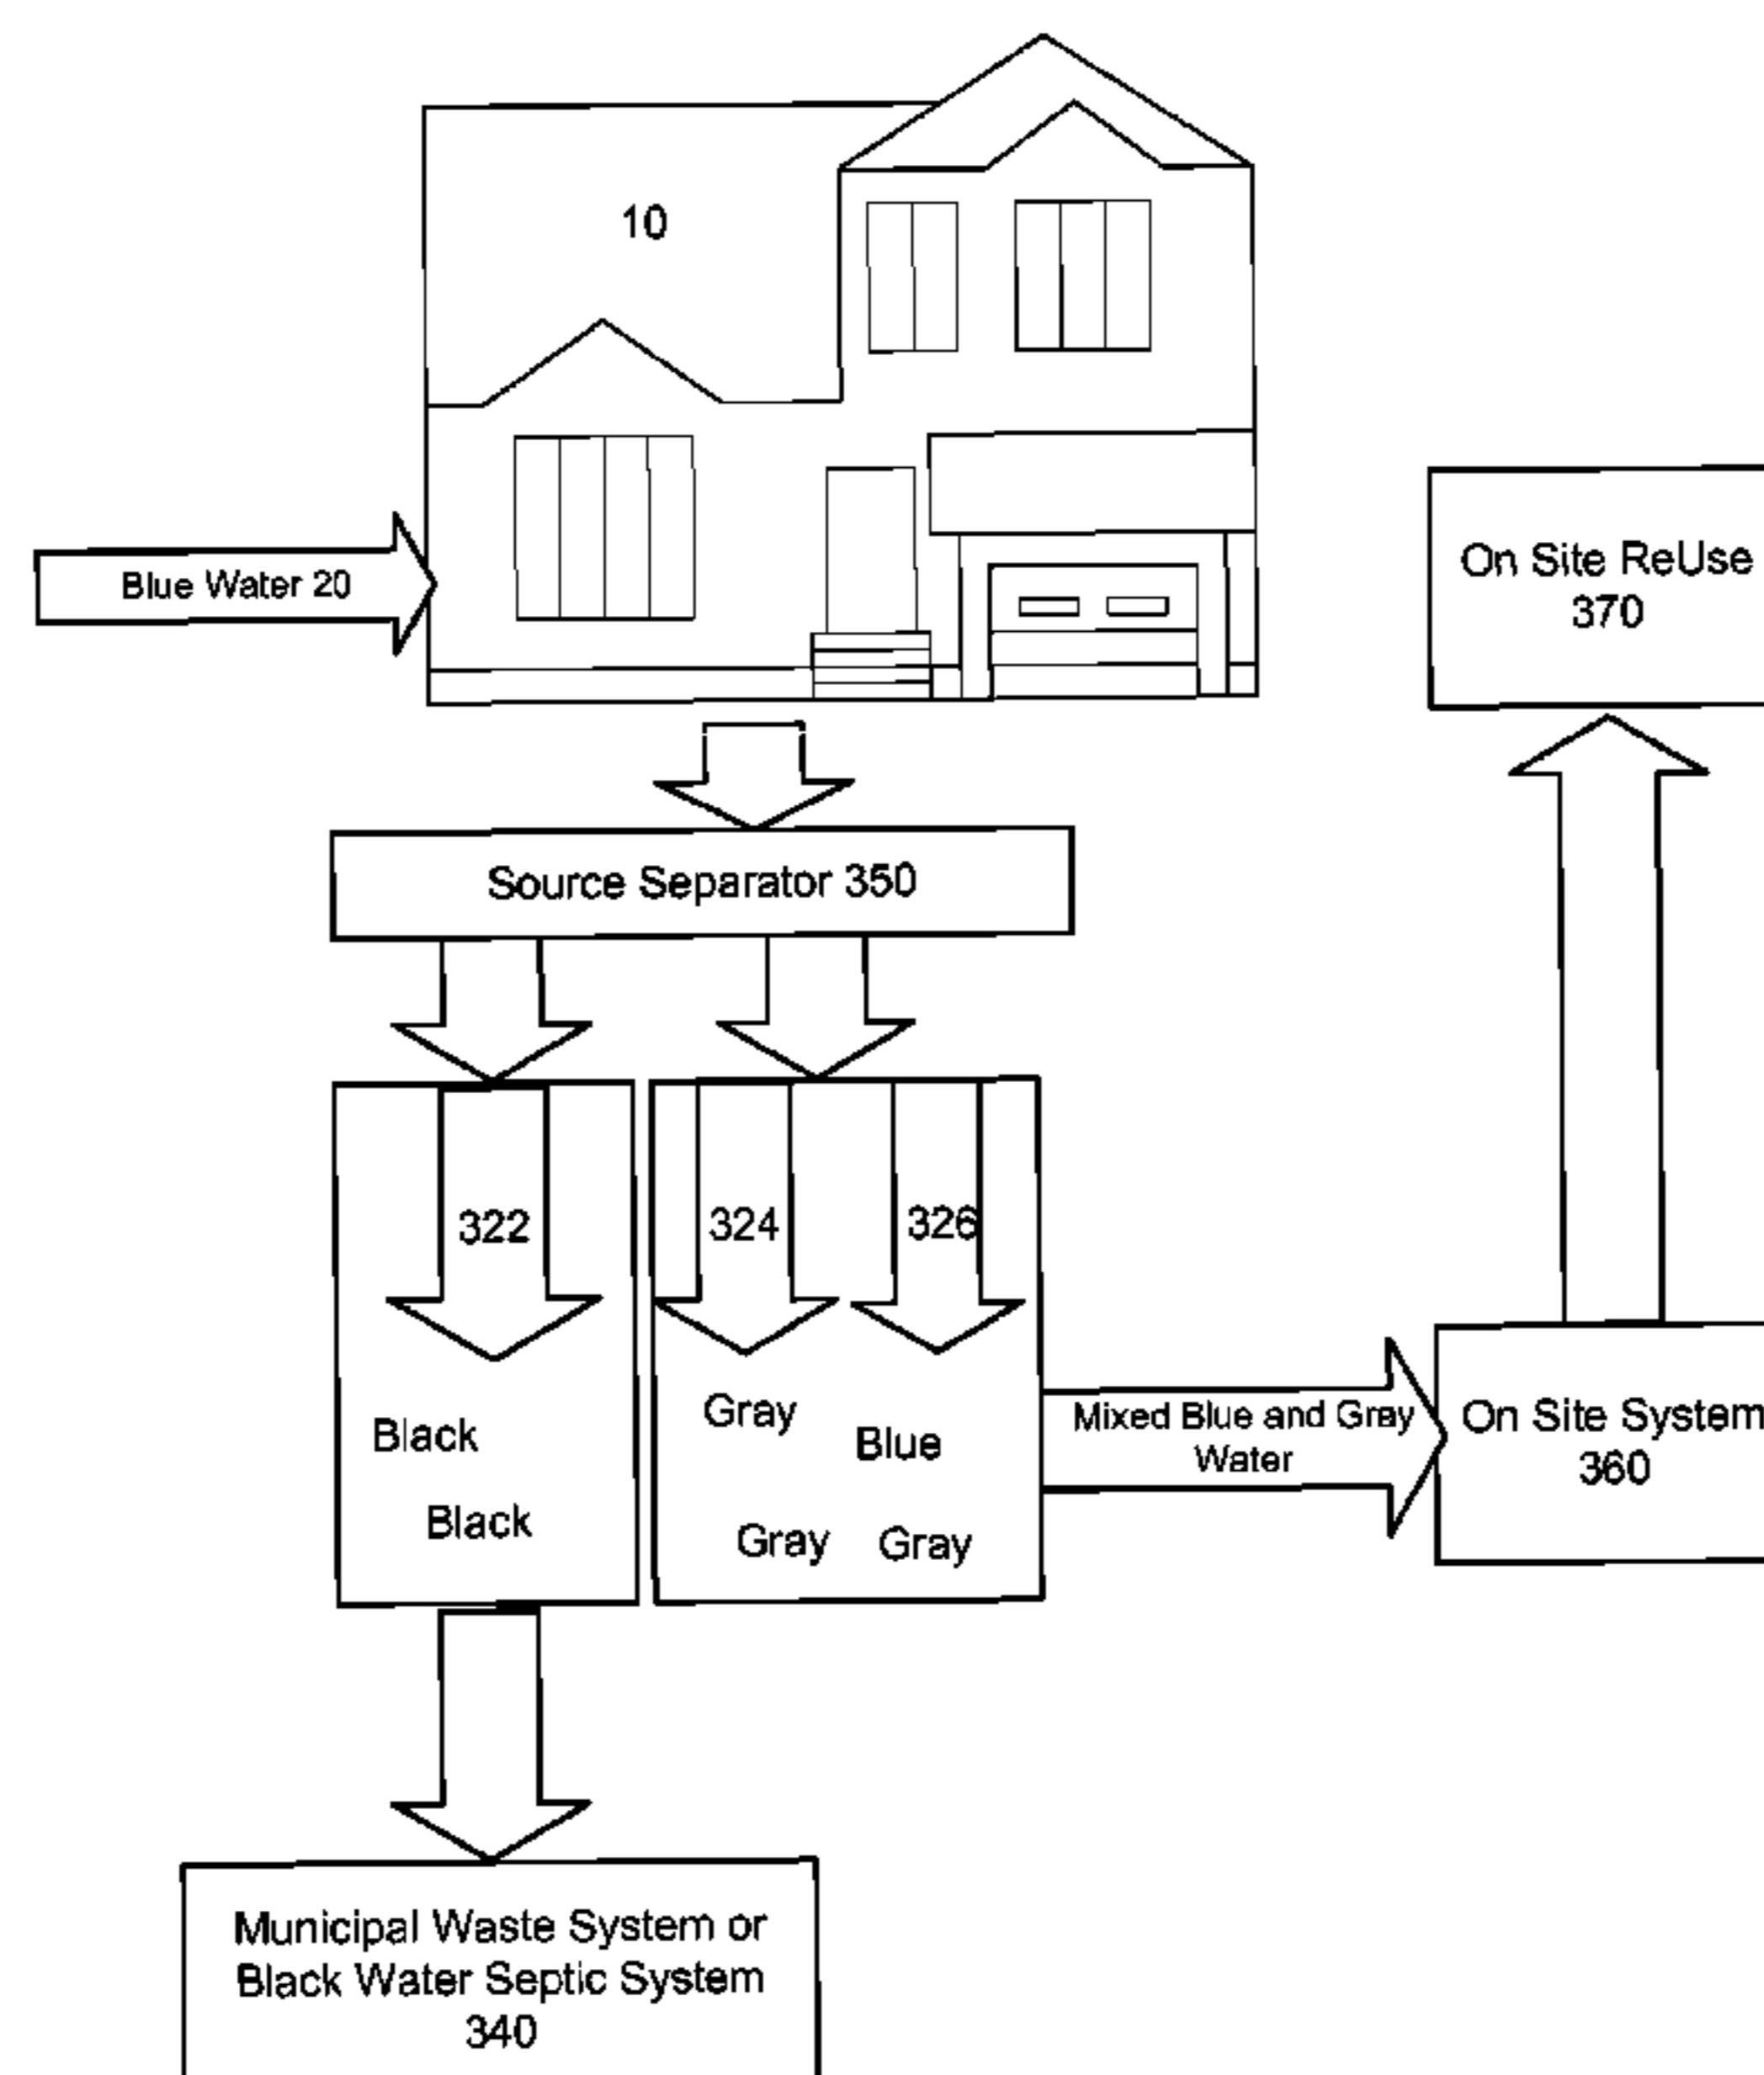 10
Blue Water 20
On Site ReUse
370
Source Separator 350
322
324
326
Black
Black
Gray
Blue
Gray
Gray
Mixed Blue and Gray
Water
On Site System
360
Municipal Waste System or
Black Water Septic System
340